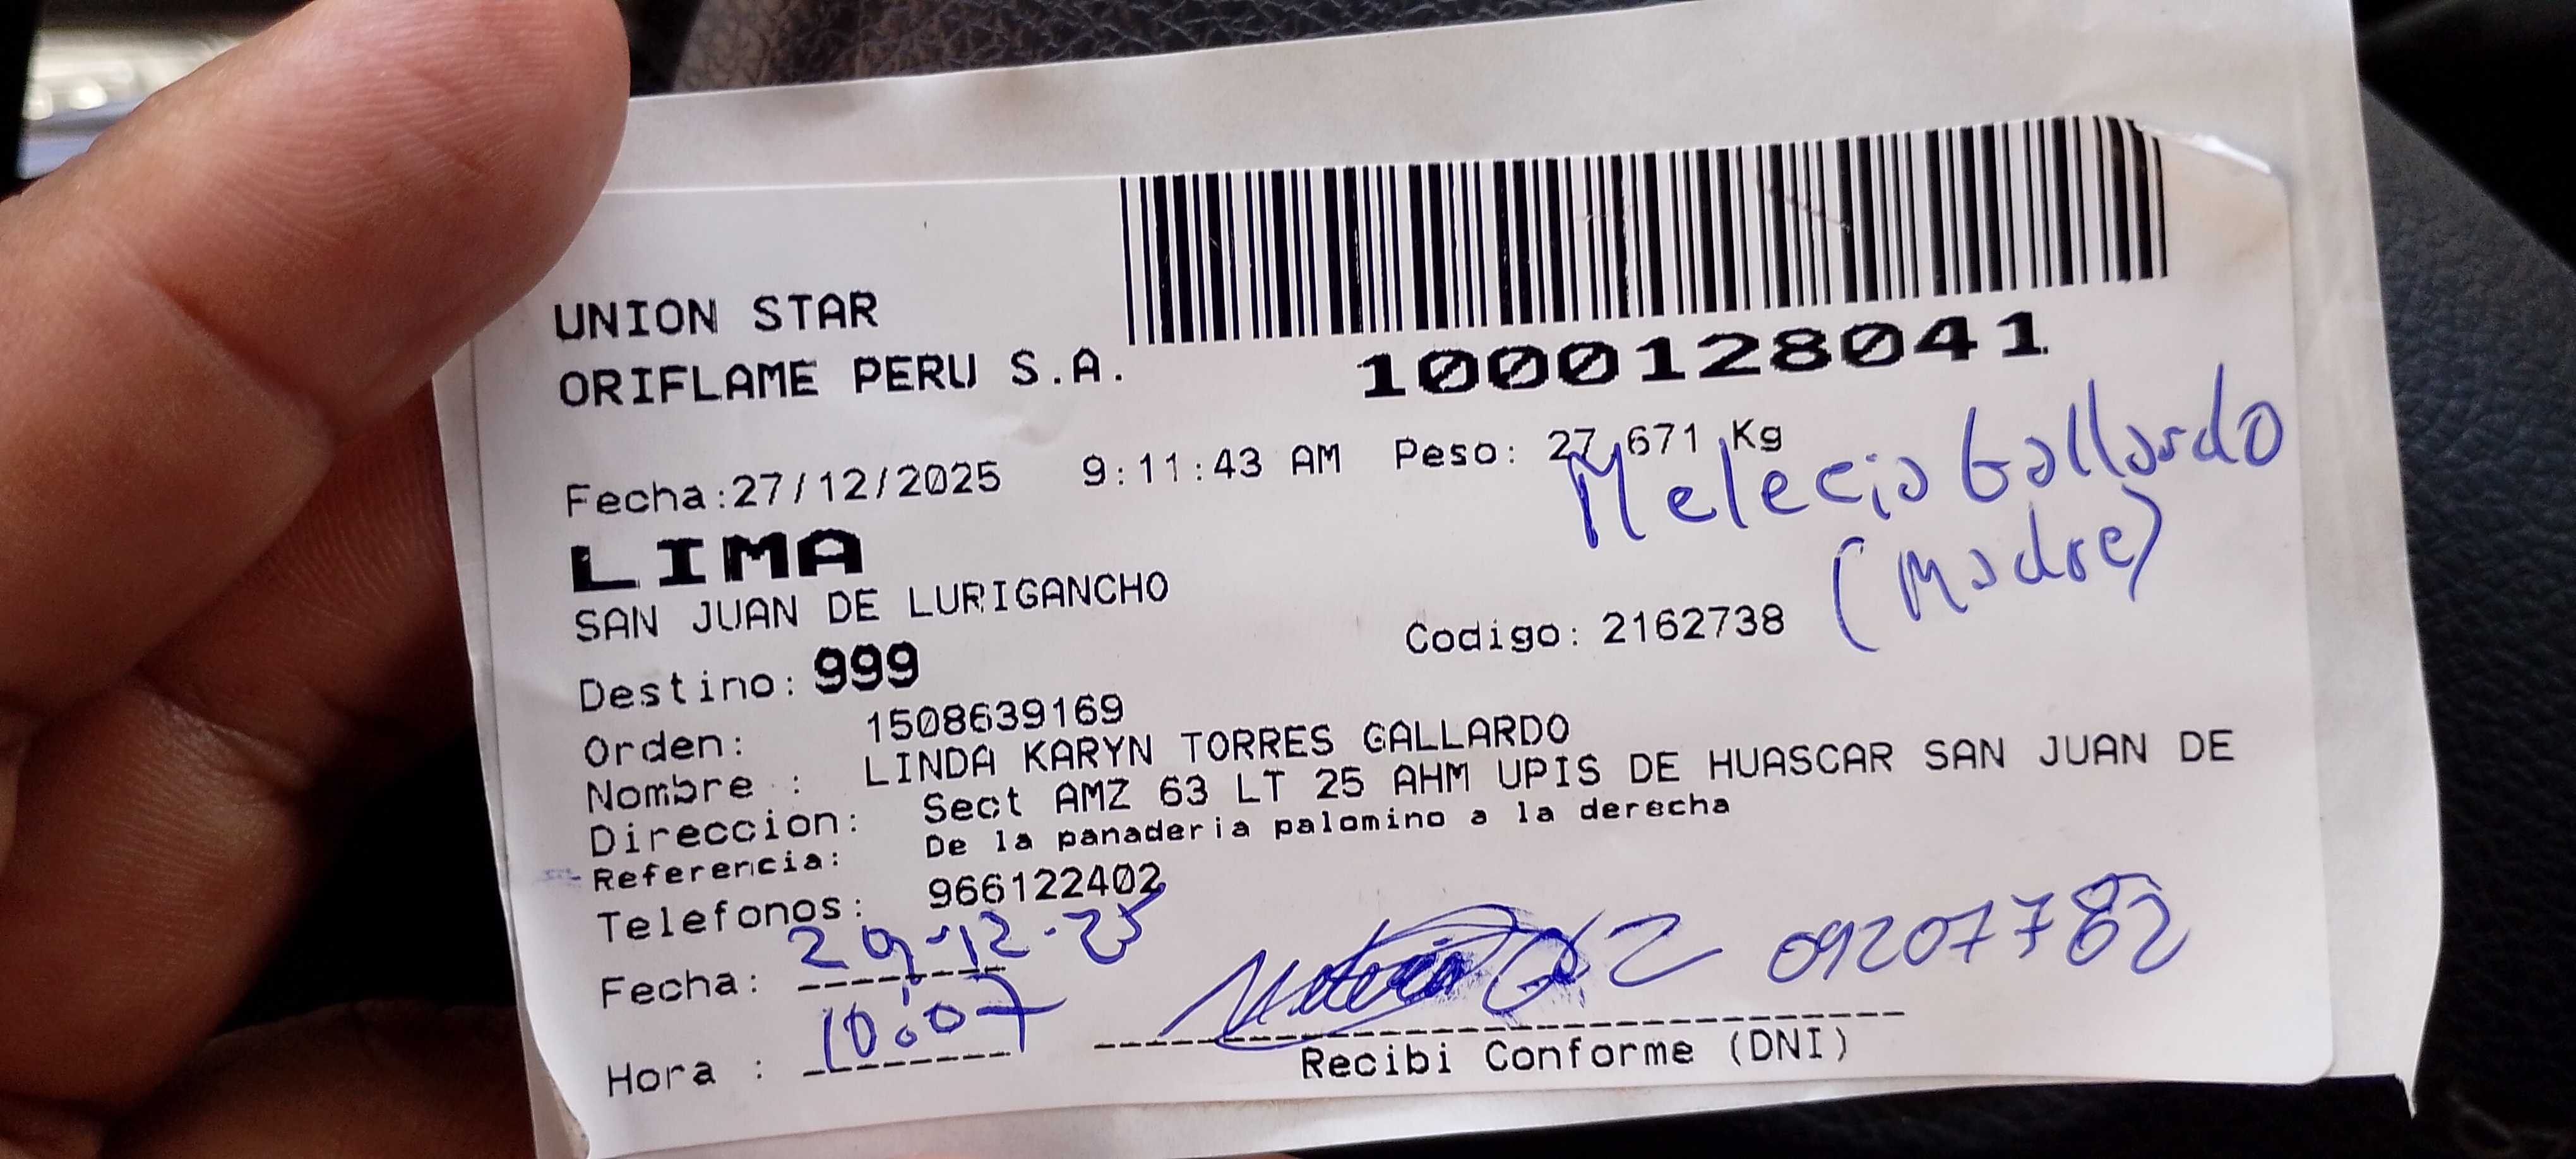 UNION STAR
ORIFLAME PERU S.A.
1000128041
Fecha:27/12/2025 9:11:43 AM Peso: 27,671 Kg
Melecia Gallardo
(Madre)
LIMA
SAN JUAN DE LURIGANCHO
Destino: 999
Codigo: 2162738
Orden: 1508639169
Nombre : LINDA KARYN TORRES GALLARDO
Direccion: Sect AMZ 63 LT 25 AHM UPIS DE HUASCAR SAN JUAN DE
Referencia: De la panaderia palomino a la derecha
Telefonos: 966122402
Fecha: 29-12-25
Hora : 10:07
09207782
Recibi Conforme (DNI)